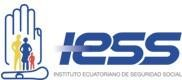 IESS
INSTITUTO ECUATORIANO DE SEGURIDAD SOCIAL